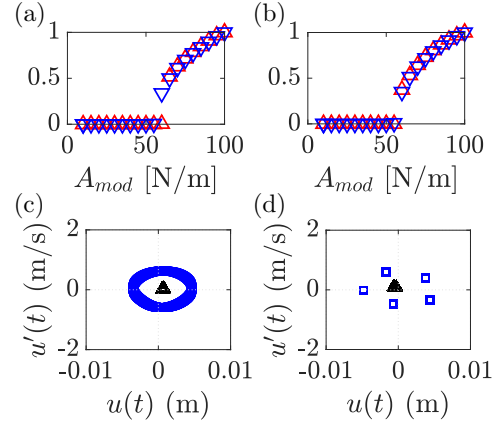 (a) (b)
1 1
0.5 0.5
0 0
0 50 100 0 50 100
A_mod [N/m] A_mod [N/m]
(c) (d)
2 2
0 0
-2 -2
u'(t) (m/s) u'(t) (m/s)
-0.01 0 0.01 -0.01 0 0.01
u(t) (m) u(t) (m)